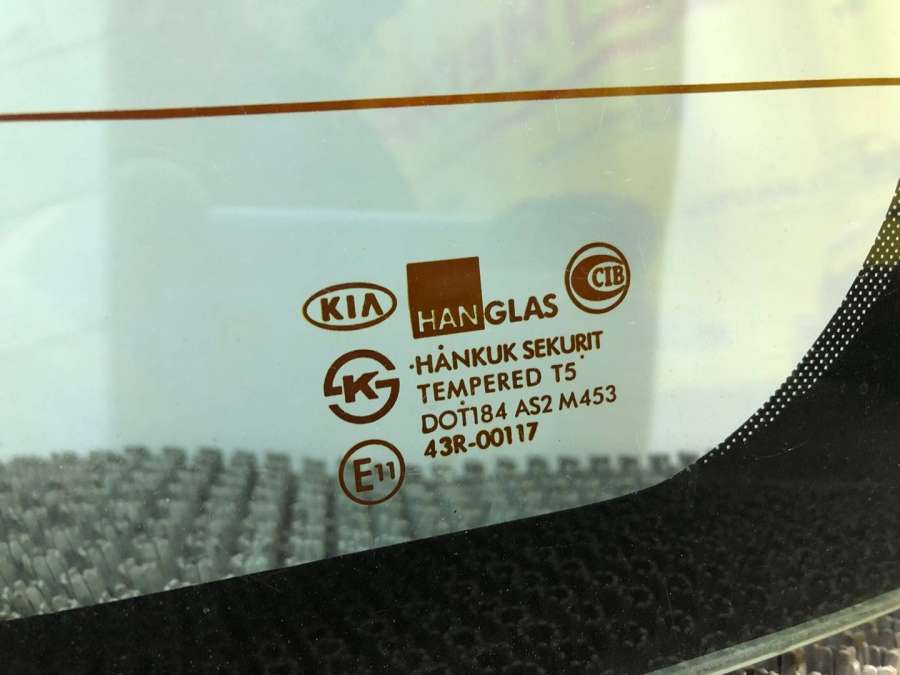 KIA HANGLAS CIB
K HANKUK SEKURIT
TEMPERED T5
DOT184 AS2 M453
43R-00117
E11